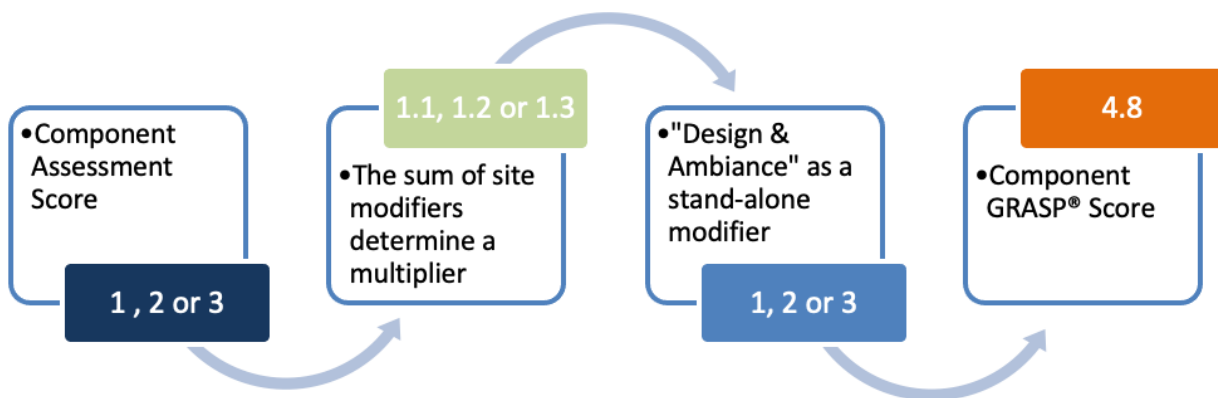 •Component
Assessment
Score
1 , 2 or 3
1.1, 1.2 or 1.3
•The sum of site
modifiers
determine a
multiplier
•"Design &
Ambiance" as a
stand-alone
modifier
1, 2 or 3
4.8
•Component
GRASP® Score